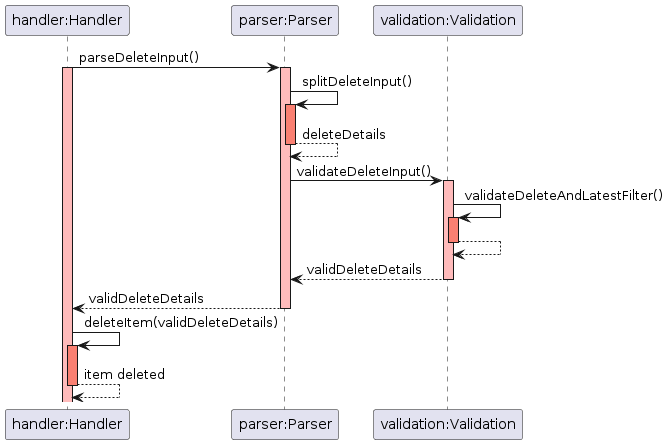 handler:Handler
parser:Parser
validation:Validation
parseDeleteInput()
splitDeleteInput()
deleteDetails
validateDeleteInput()
validateDeleteAndLatestFilter()
validDeleteDetails
validDeleteDetails
deleteItem(validDeleteDetails)
item deleted
handler:Handler
parser:Parser
validation:Validation